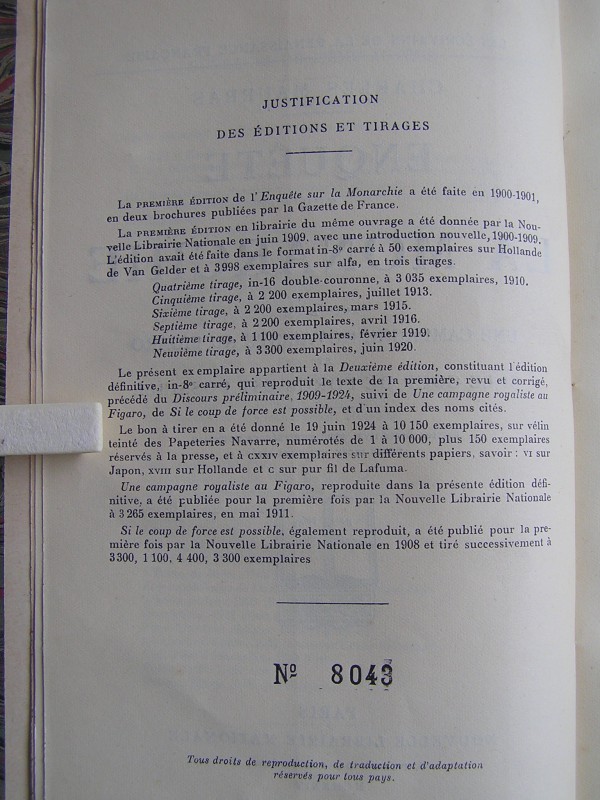 JUSTIFICATION
DES ÉDITIONS ET TIRAGES
La PREMIÈRE ÉDITION de l'Enquête sur la Monarchie a été faite en 1900-1901,
en deux brochures publiées par la Gazette de France.
La PREMIÈRE ÉDITION en librairie du même ouvrage a été donnée par la Nou-
velle Librairie Nationale en juin 1909, avec une introduction nouvelle, 1900-1909.
L'édition avait été faite dans le format in-8º carré à 50 exemplaires sur Hollande
de Van Gelder et à 3 998 exemplaires sur alfa, en trois tirages.
Quatrième tirage, in-16 double-couronne, à 3 035 exemplaires, 1910.
Cinquième tirage, à 2 200 exemplaires, juillet 1913.
Sixième tirage, à 2 200 exemplaires, mars 1915.
Septième tirage, à 2 200 exemplaires, avril 1916.
Huitième tirage, à 1 100 exemplaires, février 1919.
Neuvième tirage, à 3 300 exemplaires, juin 1920.
Le présent exemplaire appartient à la Deuxième édition, constituant l'édition
définitive, in-8º carré, qui reproduit le texte de la première, revu et corrigé,
précédé du Discours préliminaire, 1909-1924, suivi de Une campagne royaliste au
Figaro, de Si le coup de force est possible, et d'un index des noms cités.
Le bon à tirer en a été donné le 19 juin 1924 à 10 150 exemplaires, sur vélin
teinté des Papeteries Navarre, numérotés de 1 à 10 000, plus 150 exemplaires
réservés à la presse, et à CXXIV exemplaires sur différents papiers, savoir : VI sur
Japon, XVIII sur Hollande et C sur pur fil de Lafuma.
Une campagne royaliste au Figaro, reproduite dans la présente édition défi-
nitive, a été publiée pour la première fois par la Nouvelle Librairie Nationale
à 3 265 exemplaires, en mai 1911.
Si le coup de force est possible, également reproduit, a été publié pour la pre-
mière fois par la Nouvelle Librairie Nationale en 1908 et tiré successivement à
3 300, 1 100, 4 400, 3 300 exemplaires
Nº 8043
Tous droits de reproduction, de traduction et d'adaptation
réservés pour tous pays.